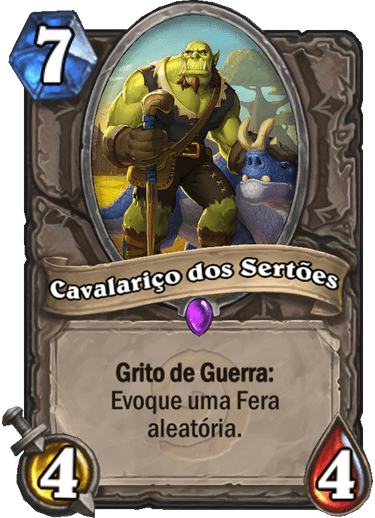 7
Cavalariço dos Sertões
Grito de Guerra:
Evoque uma Fera
aleatória.
4
4